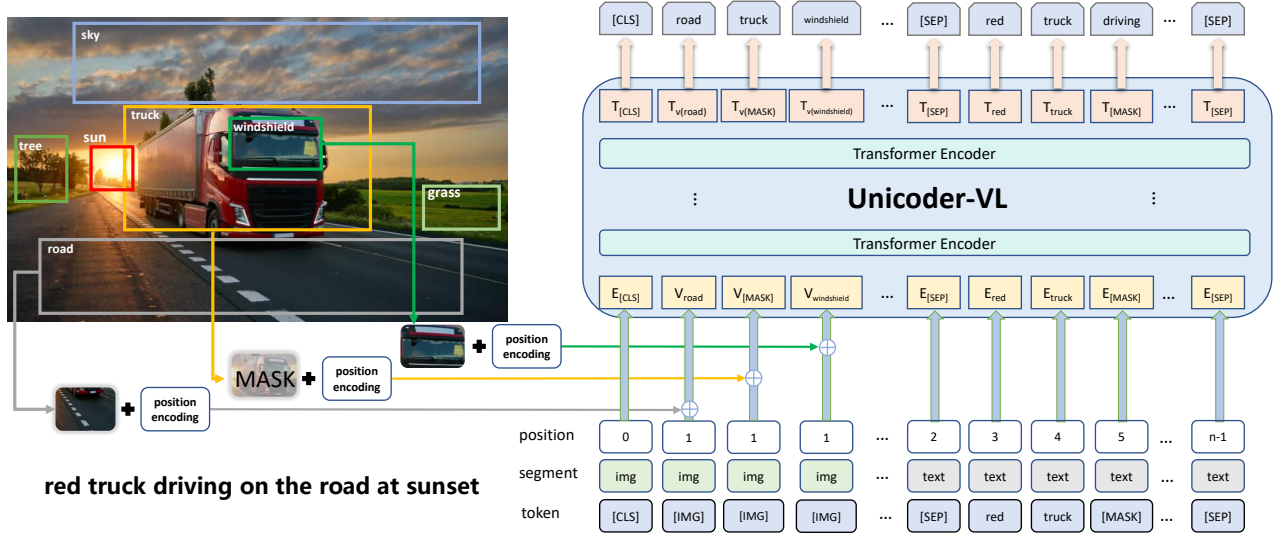 sky
truck
windshield
sun
tree
grass
road
MASK
position encoding
position encoding
position encoding
red truck driving on the road at sunset
[CLS] road truck windshield ... [SEP] red truck driving ... [SEP]
T[CLS] Tv(road) Tv(MASK) Tv(windshield) ... T[SEP] Tred Ttruck T[MASK] ... T[SEP]
Transformer Encoder
... Unicoder-VL ...
Transformer Encoder
E[CLS] Vroad V[MASK] Vwindshield ... E[SEP] Ered Etruck E[MASK] ... E[SEP]
position 0 1 1 1 ... 2 3 4 5 ... n-1
segment img img img img ... text text text text ... text
token [CLS] [IMG] [IMG] [IMG] ... [SEP] red truck [MASK] ... [SEP]